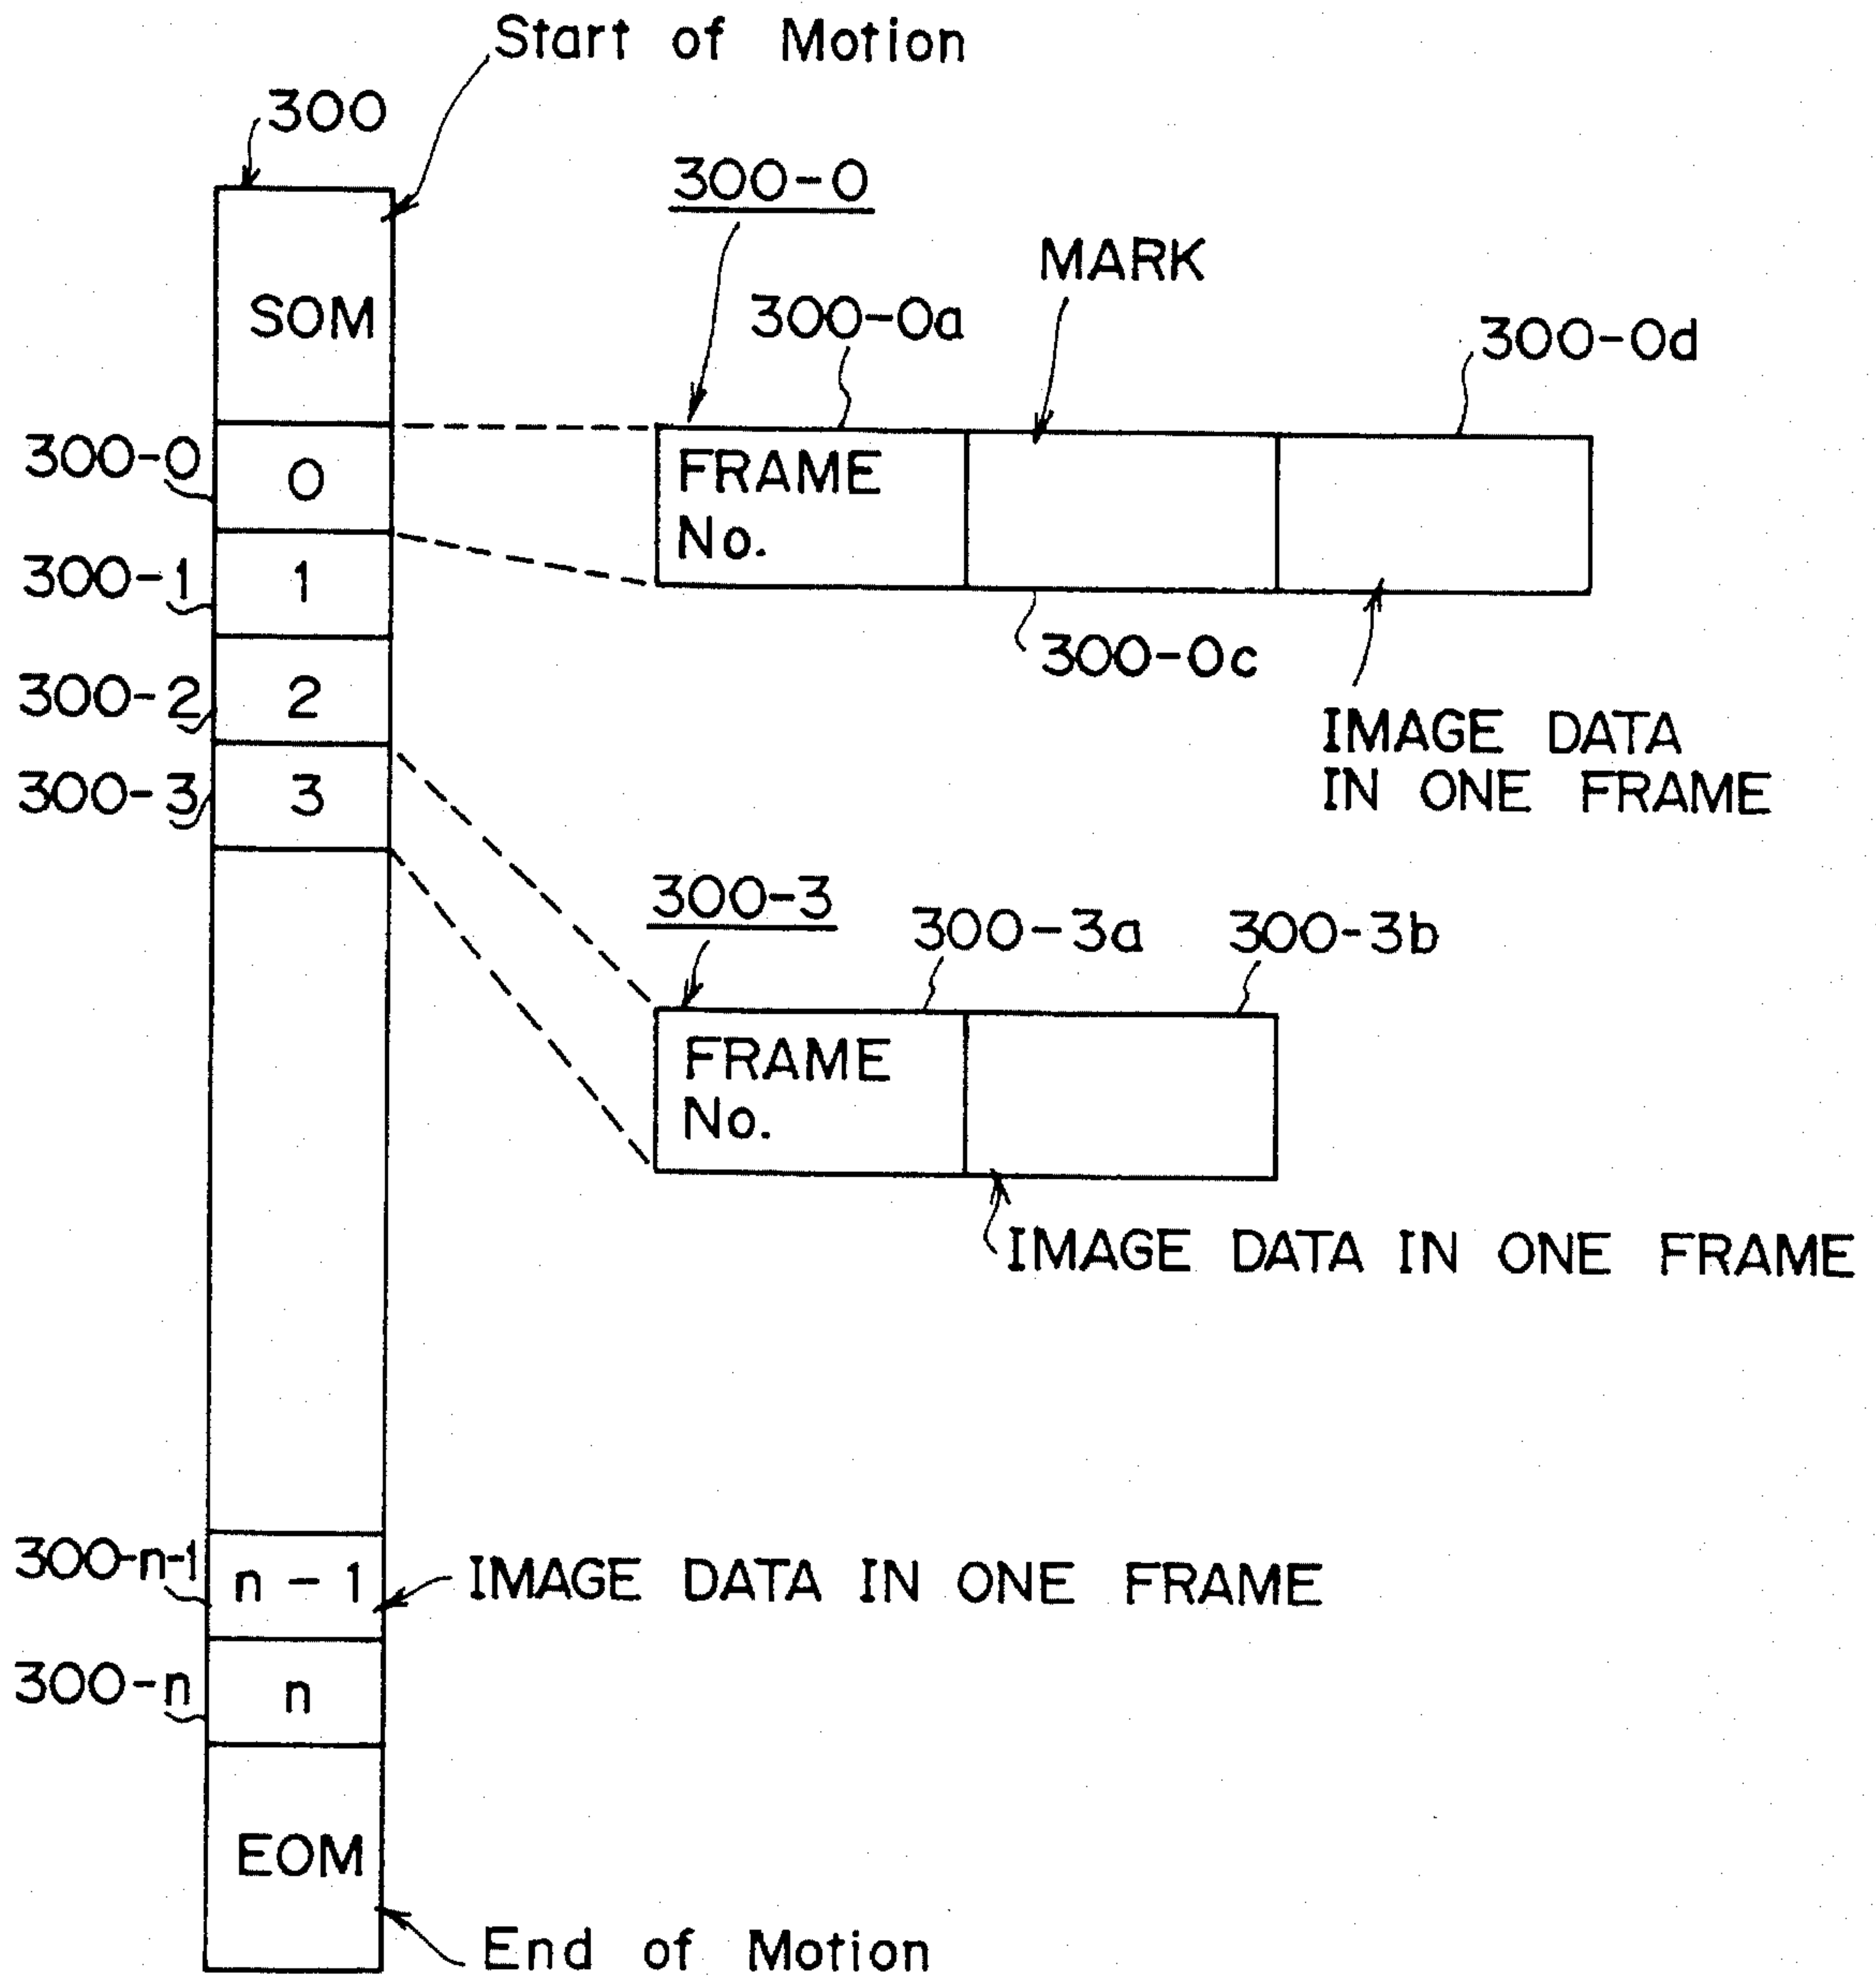 Start of Motion
300
300-0
MARK
300-0a
300-0d
SOM
300-0
0
FRAME
No.
300-1
1
300-0c
300-2
2
IMAGE DATA
IN ONE FRAME
300-3
3
300-3
300-3a
300-3b
FRAME
No.
IMAGE DATA IN ONE FRAME
300-n-1
n-1
IMAGE DATA IN ONE FRAME
300-n
n
EOM
End of Motion